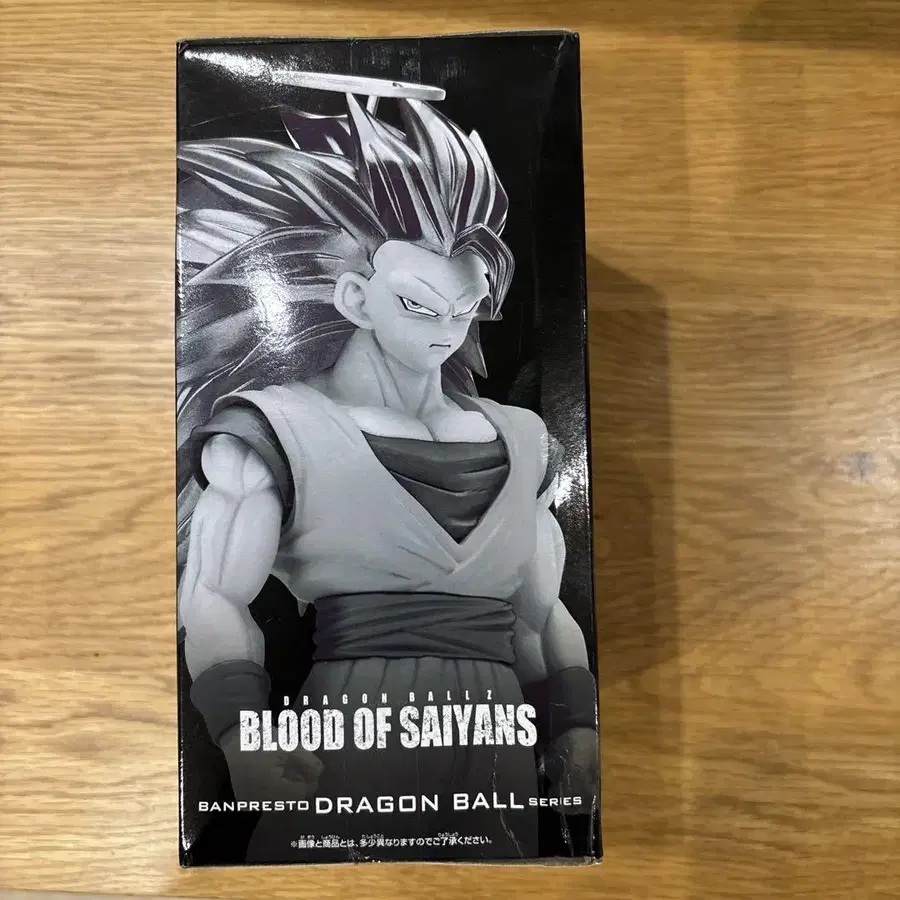 DRAGON BALL Z
BLOOD OF SAIYANS
BANPRESTO DRAGON BALL SERIES
※画像と商品とは、多少異なりますのでご了承ください。